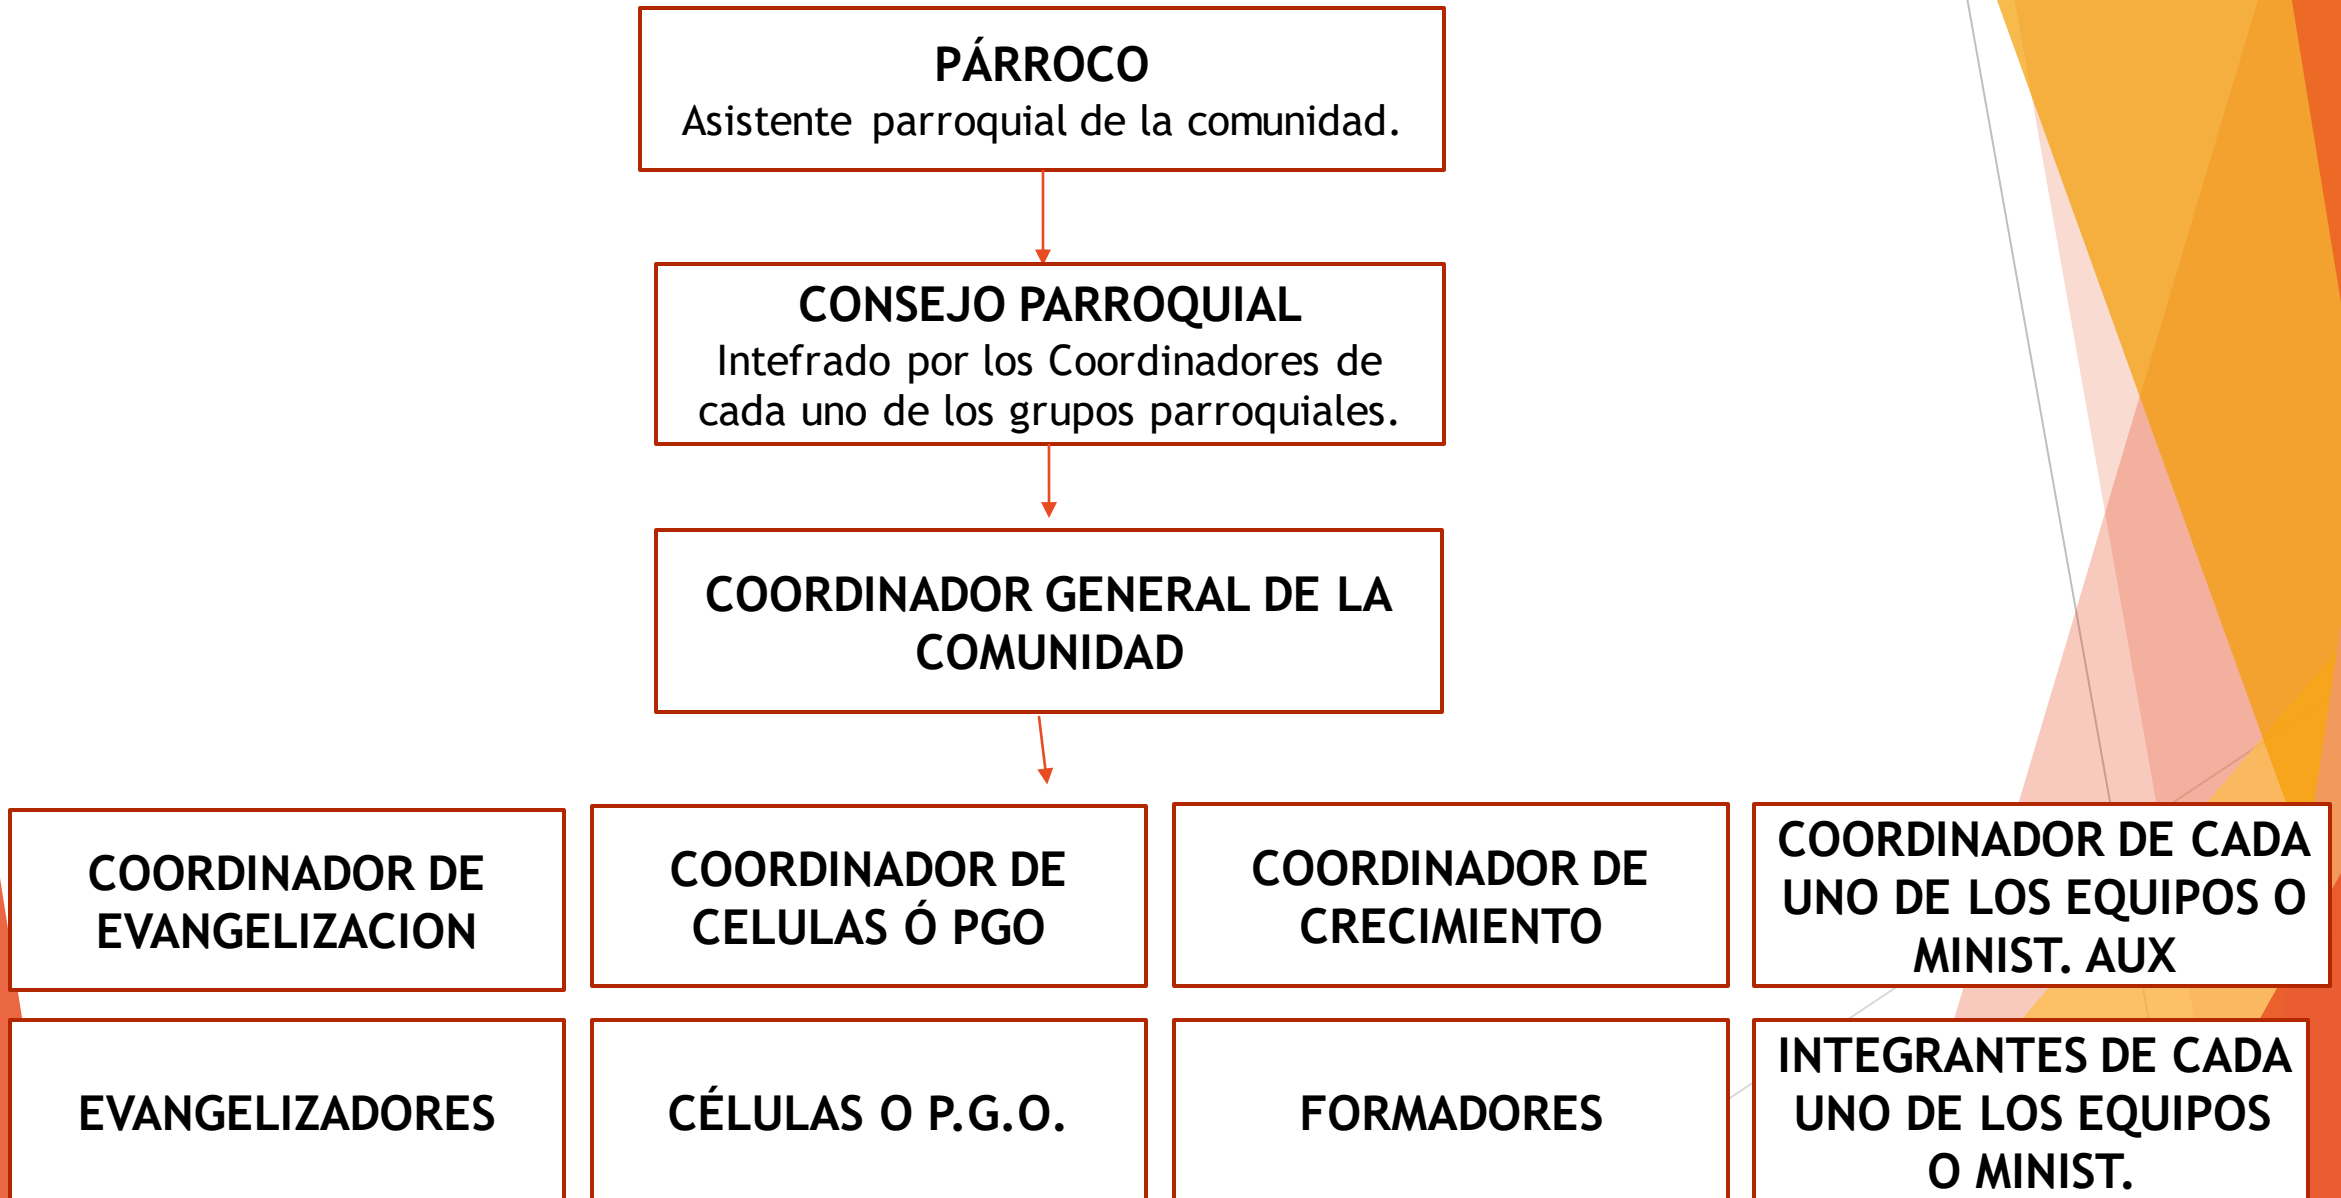 PÁRROCO
Asistente parroquial de la comunidad.
CONSEJO PARROQUIAL
Intefrado por los Coordinadores de
cada uno de los grupos parroquiales.
COORDINADOR GENERAL DE LA
COMUNIDAD
COORDINADOR DE
EVANGELIZACION
COORDINADOR DE
CELULAS Ó PGO
COORDINADOR DE
CRECIMIENTO
COORDINADOR DE CADA
UNO DE LOS EQUIPOS O
MINIST. AUX
EVANGELIZADORES
CÉLULAS O P.G.O.
FORMADORES
INTEGRANTES DE CADA
UNO DE LOS EQUIPOS
O MINIST.